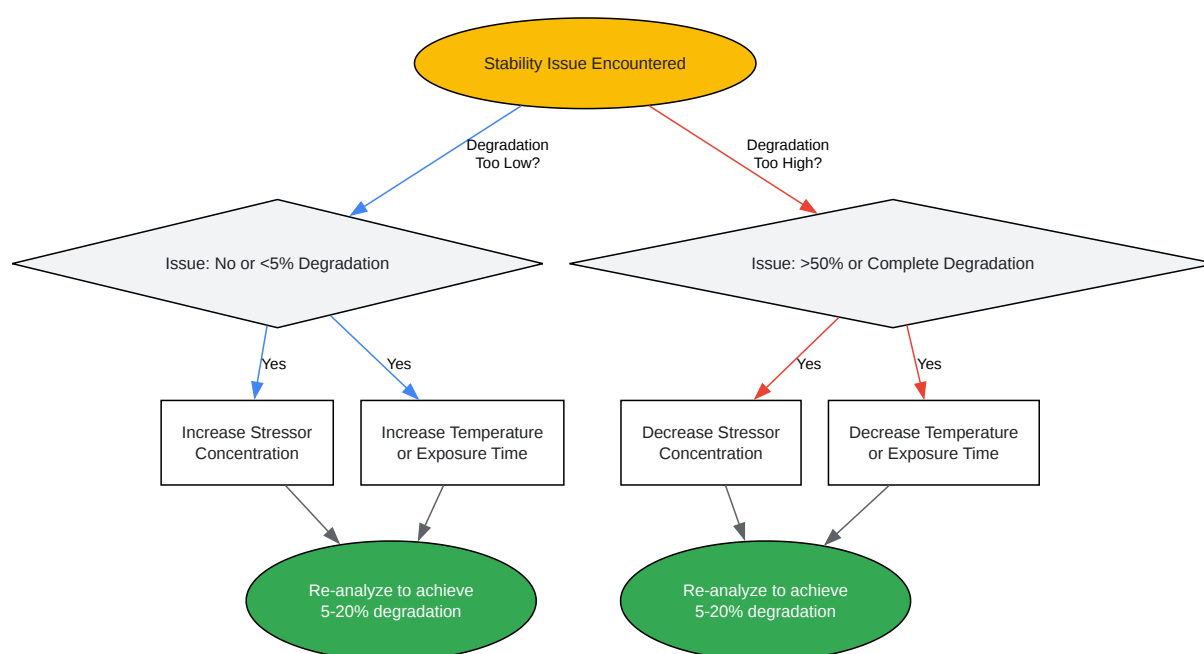 Stability Issue Encountered
Degradation
Too Low?
Degradation
Too High?
Issue: No or <5% Degradation
Issue: >50% or Complete Degradation
Yes
Yes
Yes
Yes
Increase Stressor
Concentration
Increase Temperature
or Exposure Time
Decrease Stressor
Concentration
Decrease Temperature
or Exposure Time
Re-analyze to achieve
5-20% degradation
Re-analyze to achieve
5-20% degradation